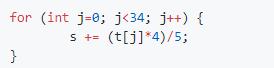 for (int j=0; j<34; j++) {
        s += (t[j]*4)/5;
}